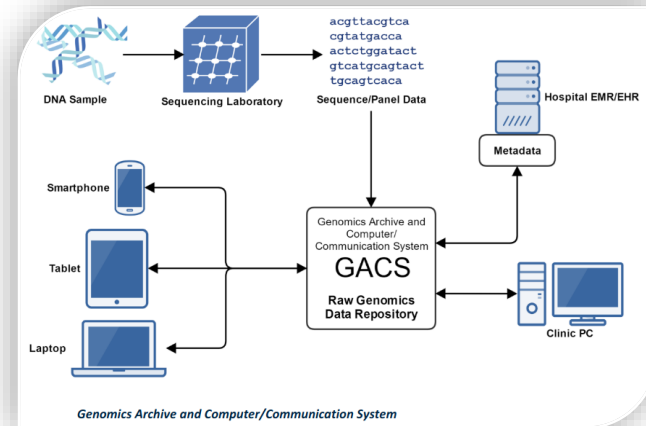 acgttacgtca
cgtatgacca
actctggatact
gtcatgcagtact
tgcagtcaca
DNA Sample
Sequencing Laboratory
Sequence/Panel Data
Hospital EMR/EHR
Metadata
Smartphone
Genomics Archive and
Computer/
Communication System
GACS
Raw Genomics
Data Repository
Tablet
Clinic PC
Laptop
Genomics Archive and Computer/Communication System